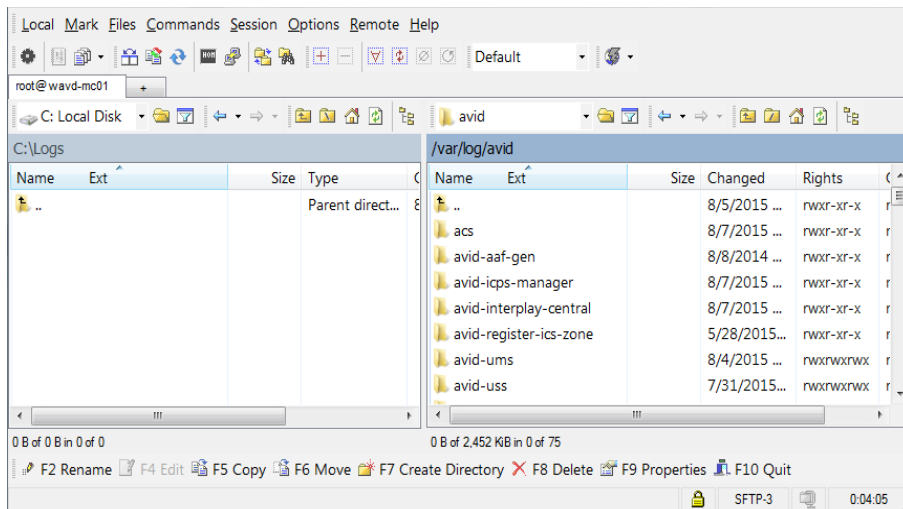 Local Mark Files Commands Session Options Remote Help
Default
root@wavd-mc01 +
C: Local Disk avid
C:\Logs /var/log/avid
Name Ext Size Type Name Ext Size Changed Rights
.. Parent direct... .. 8/5/2015 ... rwxr-xr-x
acs 8/7/2015 ... rwxr-xr-x
avid-aaf-gen 8/8/2014 ... rwxr-xr-x
avid-icps-manager 8/7/2015 ... rwxr-xr-x
avid-interplay-central 8/7/2015 ... rwxr-xr-x
avid-register-ics-zone 5/28/2015... rwxr-xr-x
avid-ums 8/4/2015 ... rwxrwxrwx
avid-uss 7/31/2015... rwxrwxrwx
0 B of 0 B in 0 of 0 0 B of 2,452 KiB in 0 of 75
F2 Rename F4 Edit F5 Copy F6 Move F7 Create Directory F8 Delete F9 Properties F10 Quit
SFTP-3 0:04:05